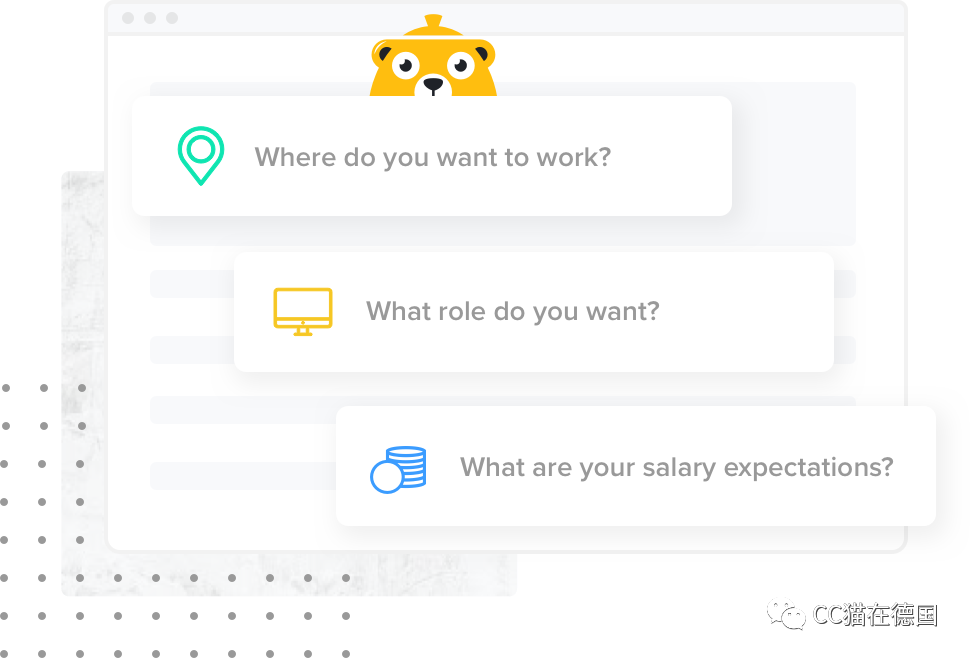 Where do you want to work?
What role do you want?
What are your salary expectations?
CC猫在德国